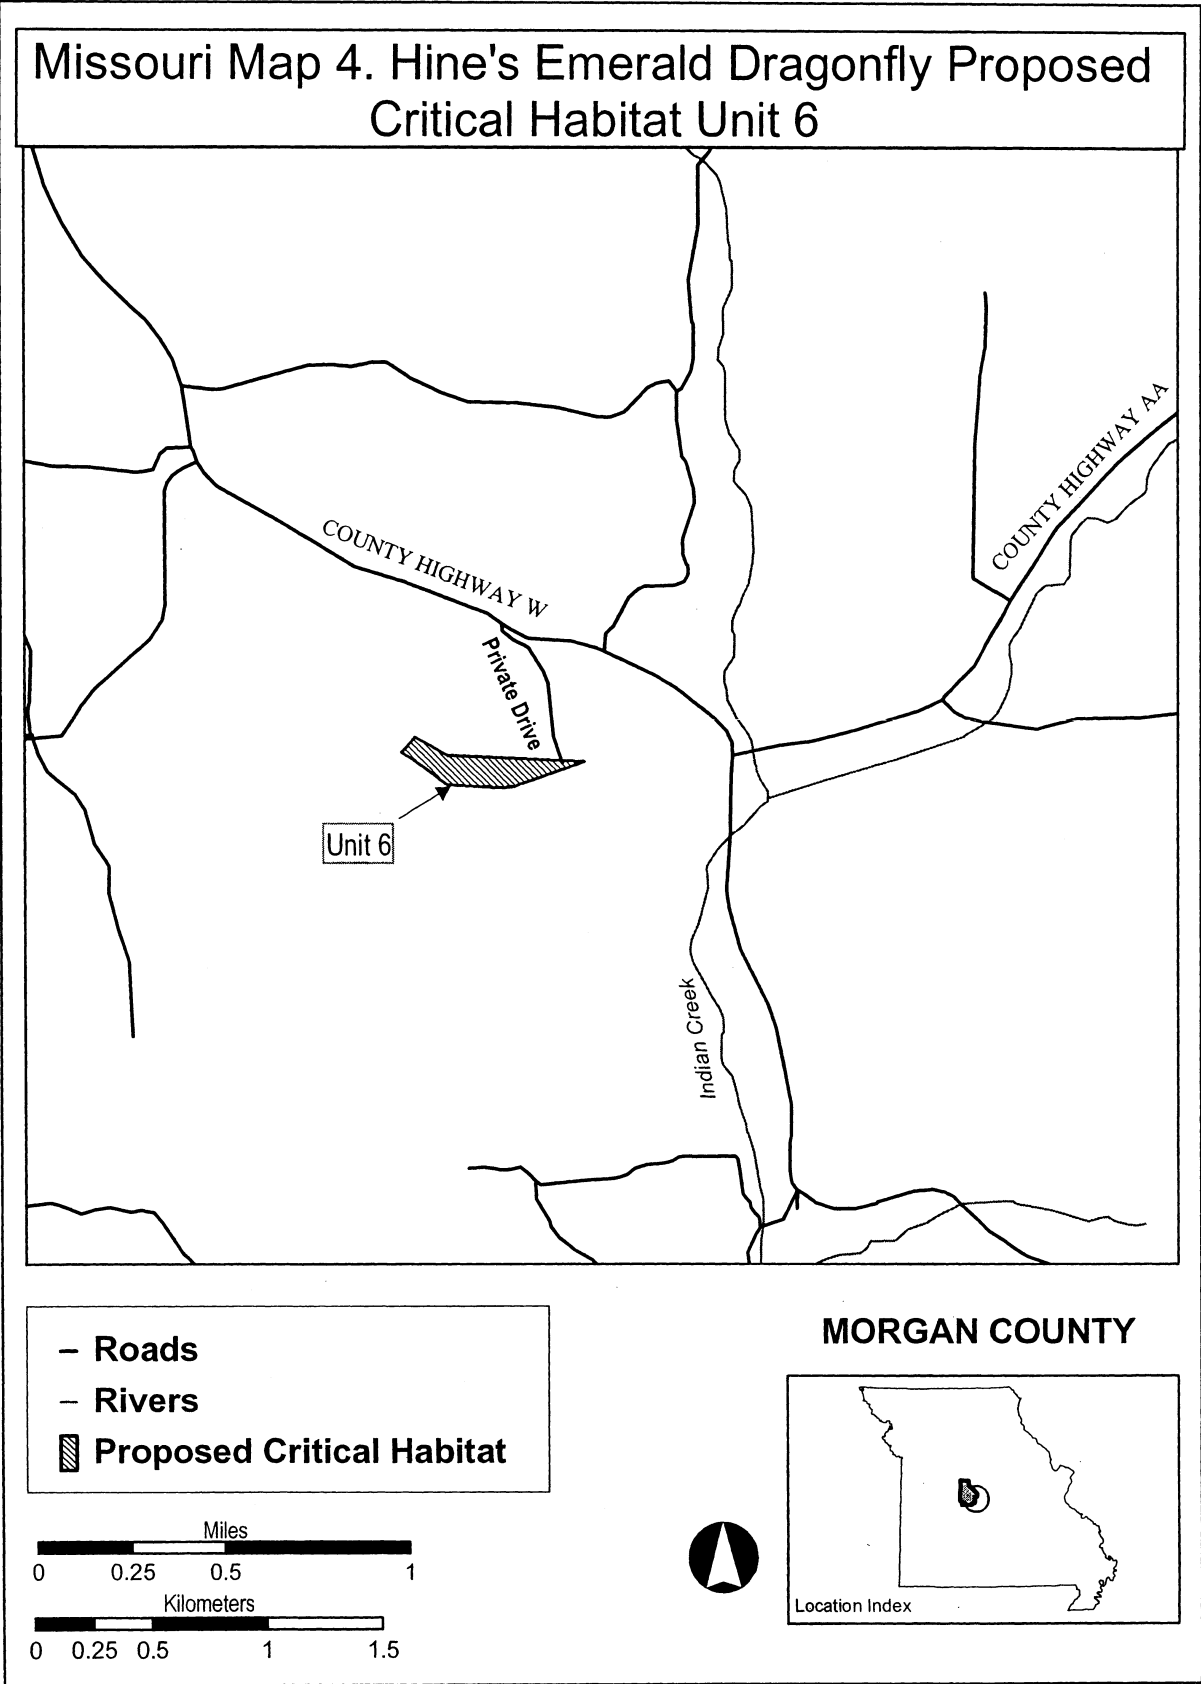 Missouri Map 4. Hine's Emerald Dragonfly Proposed
Critical Habitat Unit 6
COUNTY HIGHWAY AA
COUNTY HIGHWAY W
Private Drive
Unit 6
Indian Creek
Roads
Rivers
Proposed Critical Habitat
MORGAN COUNTY
Miles
0 0.25 0.5 1
Kilometers
0 0.25 0.5 1 1.5
Location Index